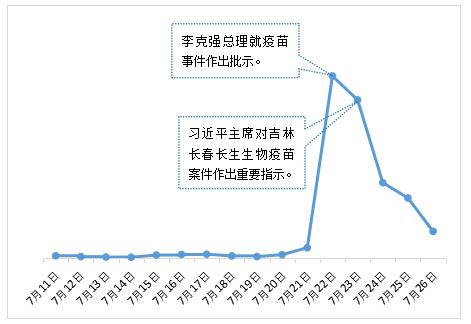 李克强总理就疫苗
事件作出批示。
习近平主席对吉林
长春长生生物疫苗
案件作出重要指示。
7月11日
7月12日
7月13日
7月14日
7月15日
7月16日
7月17日
7月18日
7月19日
7月20日
7月21日
7月22日
7月23日
7月24日
7月25日
7月26日